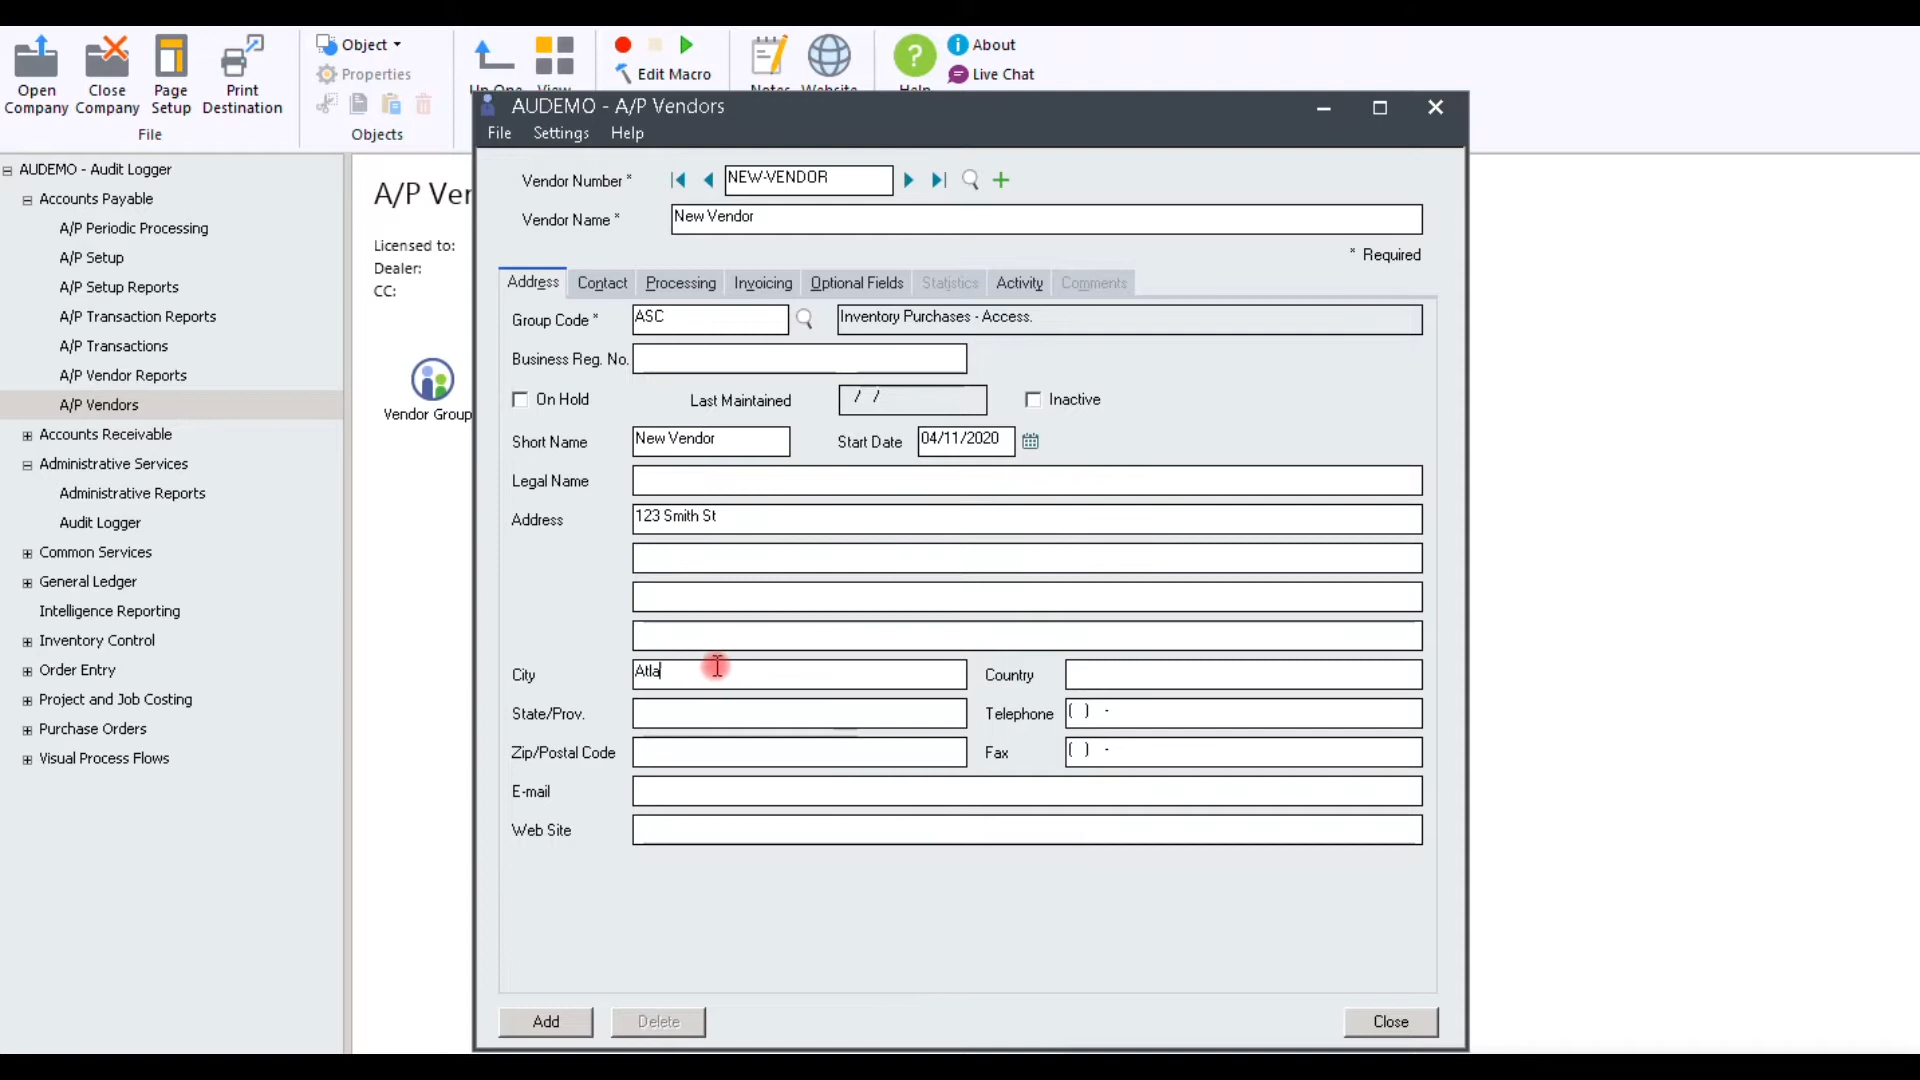 Open Company
Close Company
Page Setup
Print Destination
File
Object
Properties
Objects
Edit Macro
?
i About
Live Chat
AUDEMO - Audit Logger
Accounts Payable
A/P Periodic Processing
A/P Setup
A/P Setup Reports
A/P Transaction Reports
A/P Transactions
A/P Vendor Reports
A/P Vendors
Accounts Receivable
Administrative Services
Administrative Reports
Audit Logger
Common Services
General Ledger
Intelligence Reporting
Inventory Control
Order Entry
Project and Job Costing
Purchase Orders
Visual Process Flows
A/P Ver
Licensed to:
Dealer:
CC:
Vendor Group
AUDEMO - A/P Vendors
File Settings Help
Vendor Number * NEW-VENDOR
Vendor Name * New Vendor
* Required
Address Contact Processing Invoicing Optional Fields Statistics Activity Comments
Group Code * ASC Inventory Purchases - Access.
Business Reg. No.
On Hold Last Maintained / / Inactive
Short Name New Vendor Start Date 04/11/2020
Legal Name
Address 123 Smith St
City Atla Country
State/Prov. Telephone ( ) -
Zip/Postal Code Fax ( ) -
E-mail
Web Site
Add Delete Close